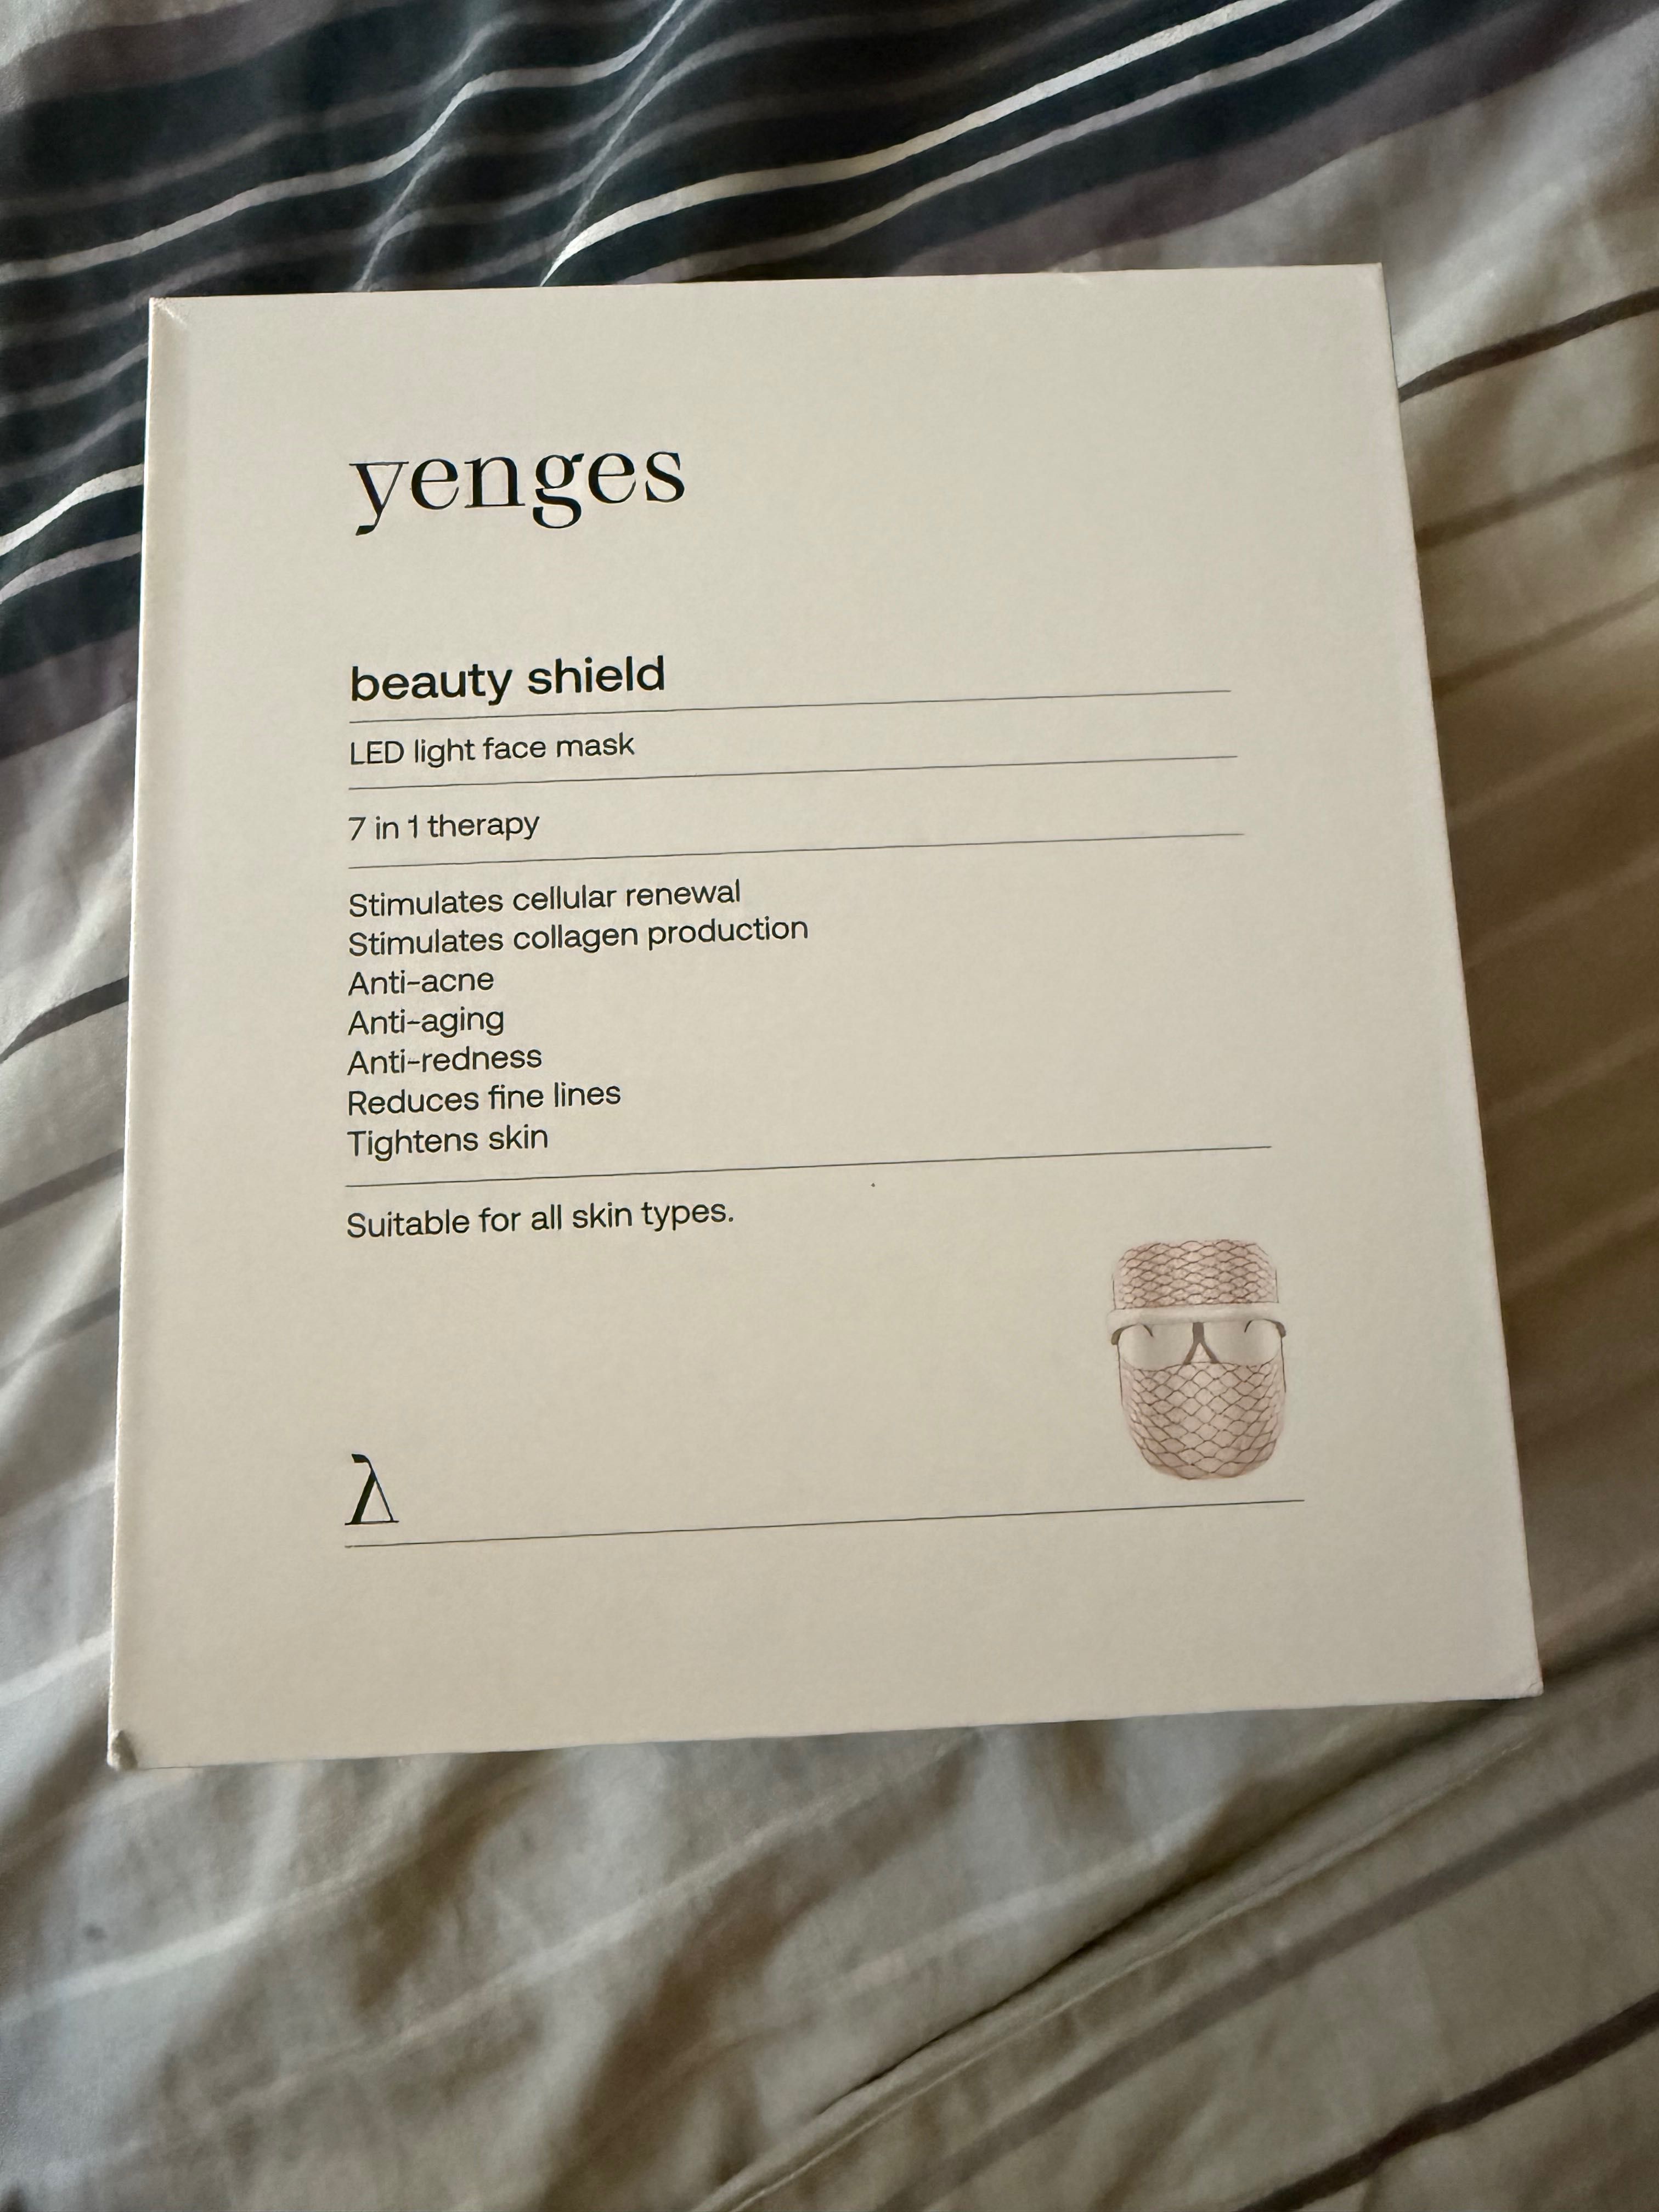 yenges
beauty shield
LED light face mask
7 in 1 therapy
Stimulates cellular renewal
Stimulates collagen production
Anti-acne
Anti-aging
Anti-redness
Reduces fine lines
Tightens skin
Suitable for all skin types.
λ